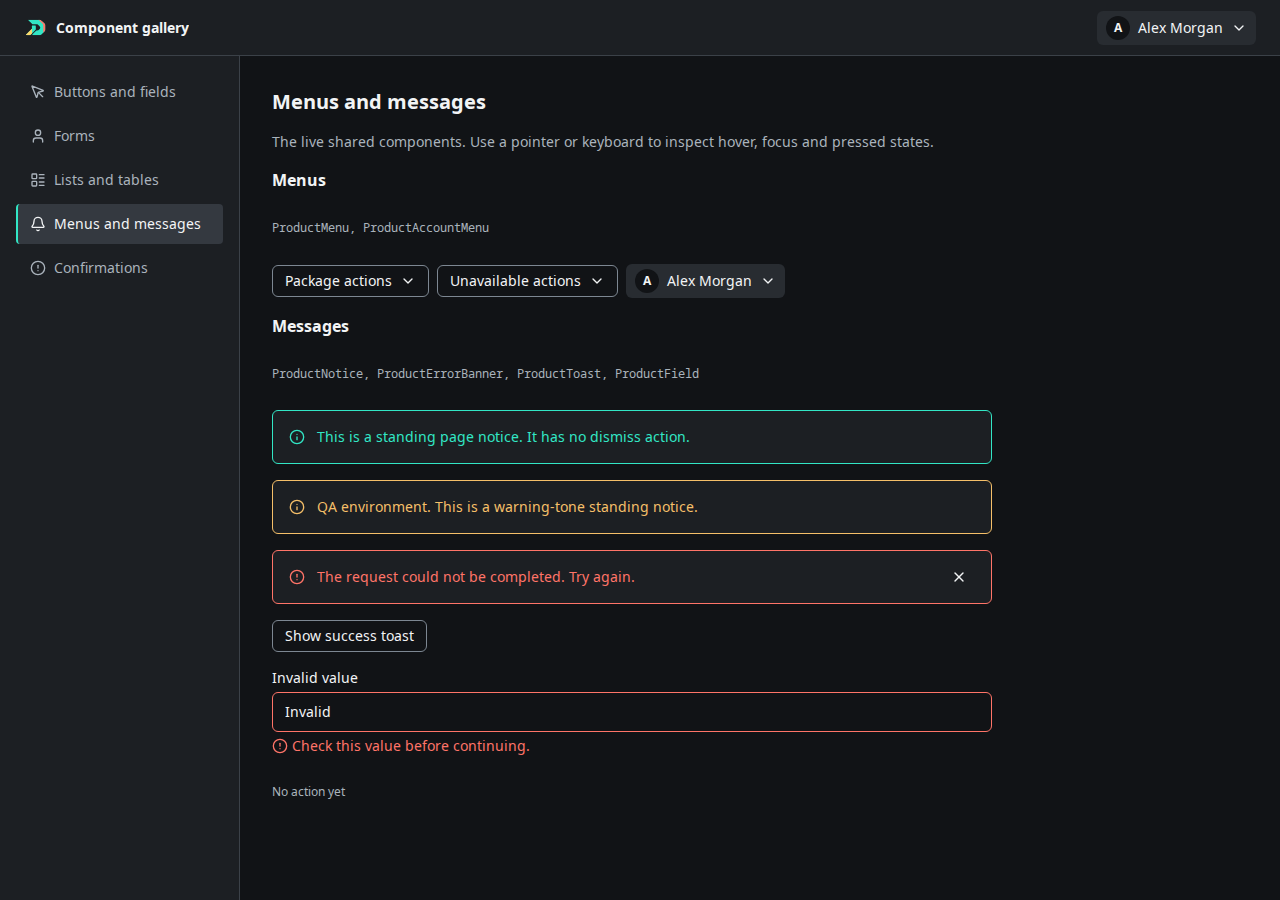 Component gallery
A Alex Morgan
Buttons and fields
Forms
Lists and tables
Menus and messages
Confirmations
Menus and messages
The live shared components. Use a pointer or keyboard to inspect hover, focus and pressed states.
Menus
ProductMenu, ProductAccountMenu
Package actions
Unavailable actions
A Alex Morgan
Messages
ProductNotice, ProductErrorBanner, ProductToast, ProductField
This is a standing page notice. It has no dismiss action.
QA environment. This is a warning-tone standing notice.
The request could not be completed. Try again.
Show success toast
Invalid value
Invalid
Check this value before continuing.
No action yet